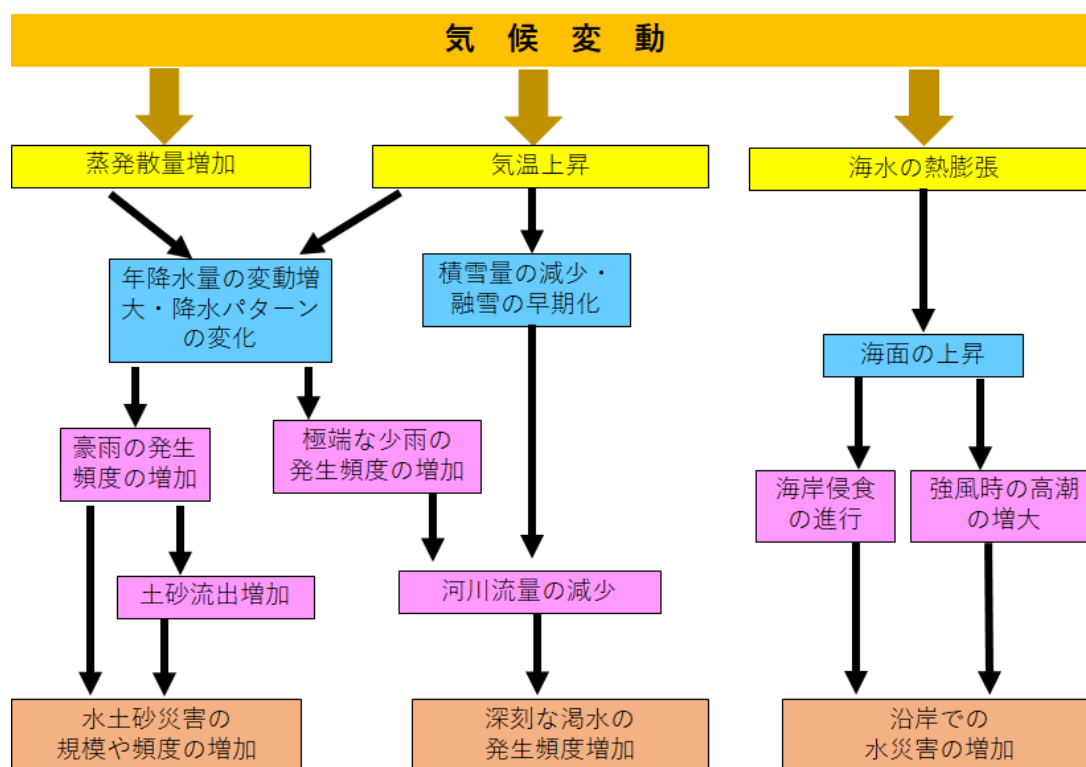 気 候 変 動
蒸発散量増加
気温上昇
海水の熱膨張
年降水量の変動増
大・降水パターン
の変化
積雪量の減少・
融雪の早期化
海面の上昇
豪雨の発生
頻度の増加
極端な少雨の
発生頻度の増加
海岸侵食
の進行
強風時の高潮
の増大
土砂流出増加
河川流量の減少
水土砂災害の
規模や頻度の増加
深刻な渇水の
発生頻度増加
沿岸での
水災害の増加